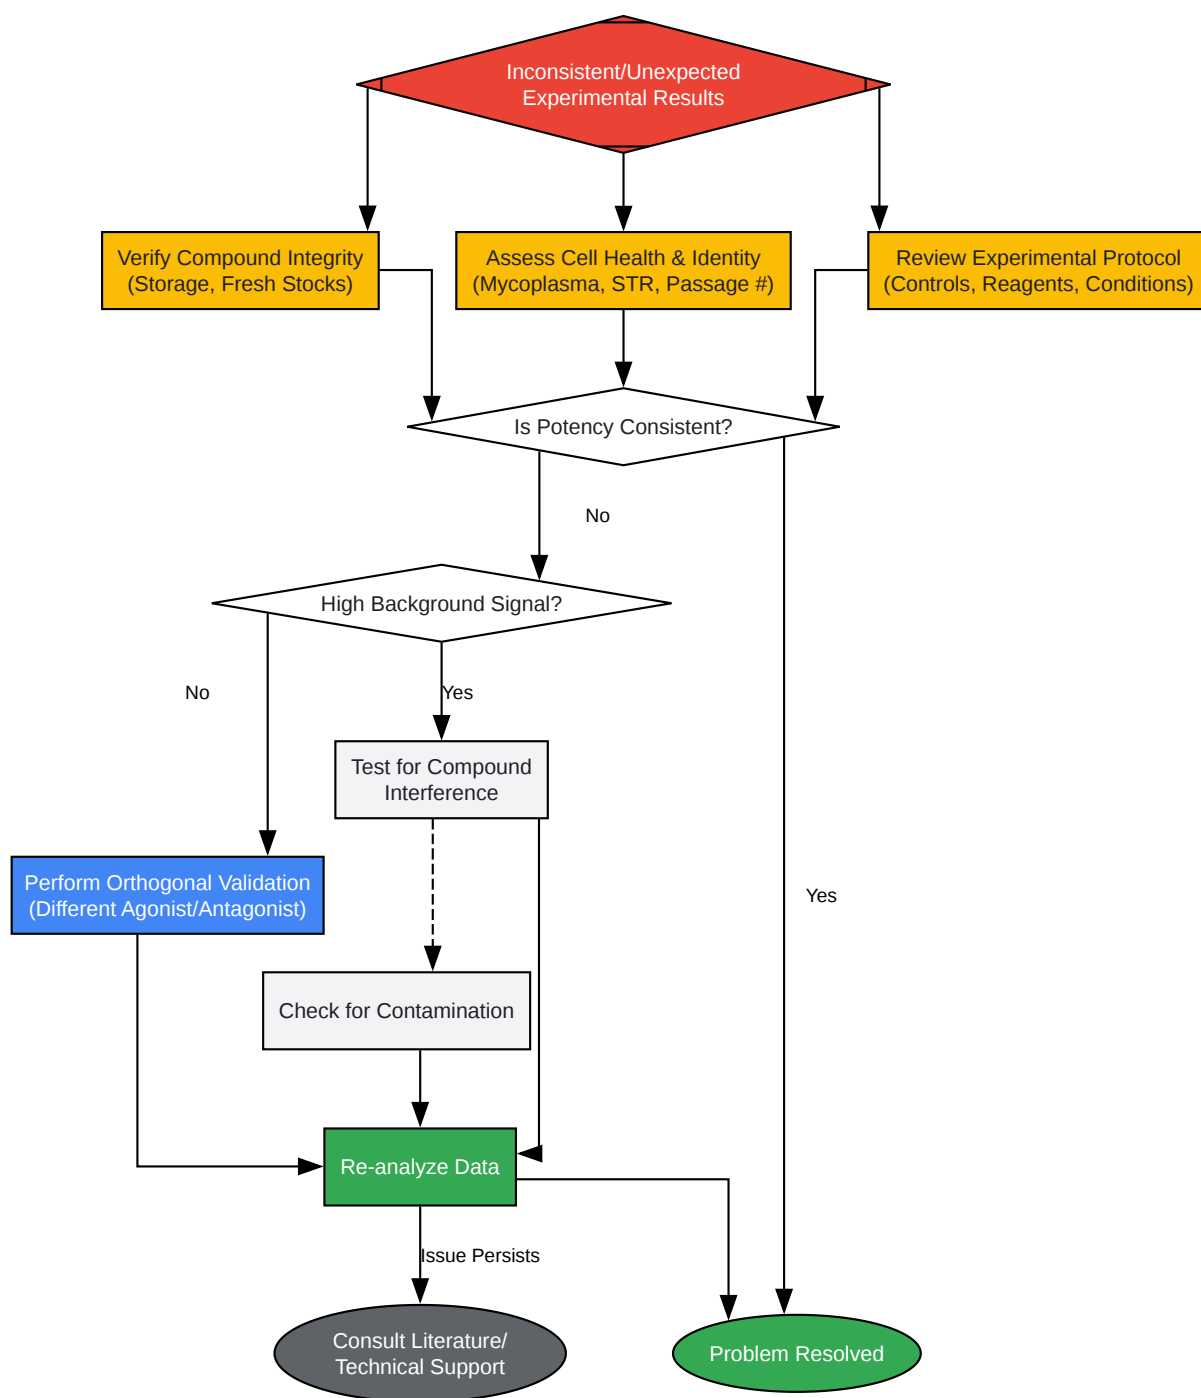 Inconsistent/Unexpected
Experimental Results
Verify Compound Integrity
(Storage, Fresh Stocks)
Assess Cell Health & Identity
(Mycoplasma, STR, Passage #)
Review Experimental Protocol
(Controls, Reagents, Conditions)
Is Potency Consistent?
No
High Background Signal?
No
Yes
Test for Compound
Interference
Perform Orthogonal Validation
(Different Agonist/Antagonist)
Yes
Check for Contamination
Re-analyze Data
Issue Persists
Consult Literature/
Technical Support
Problem Resolved